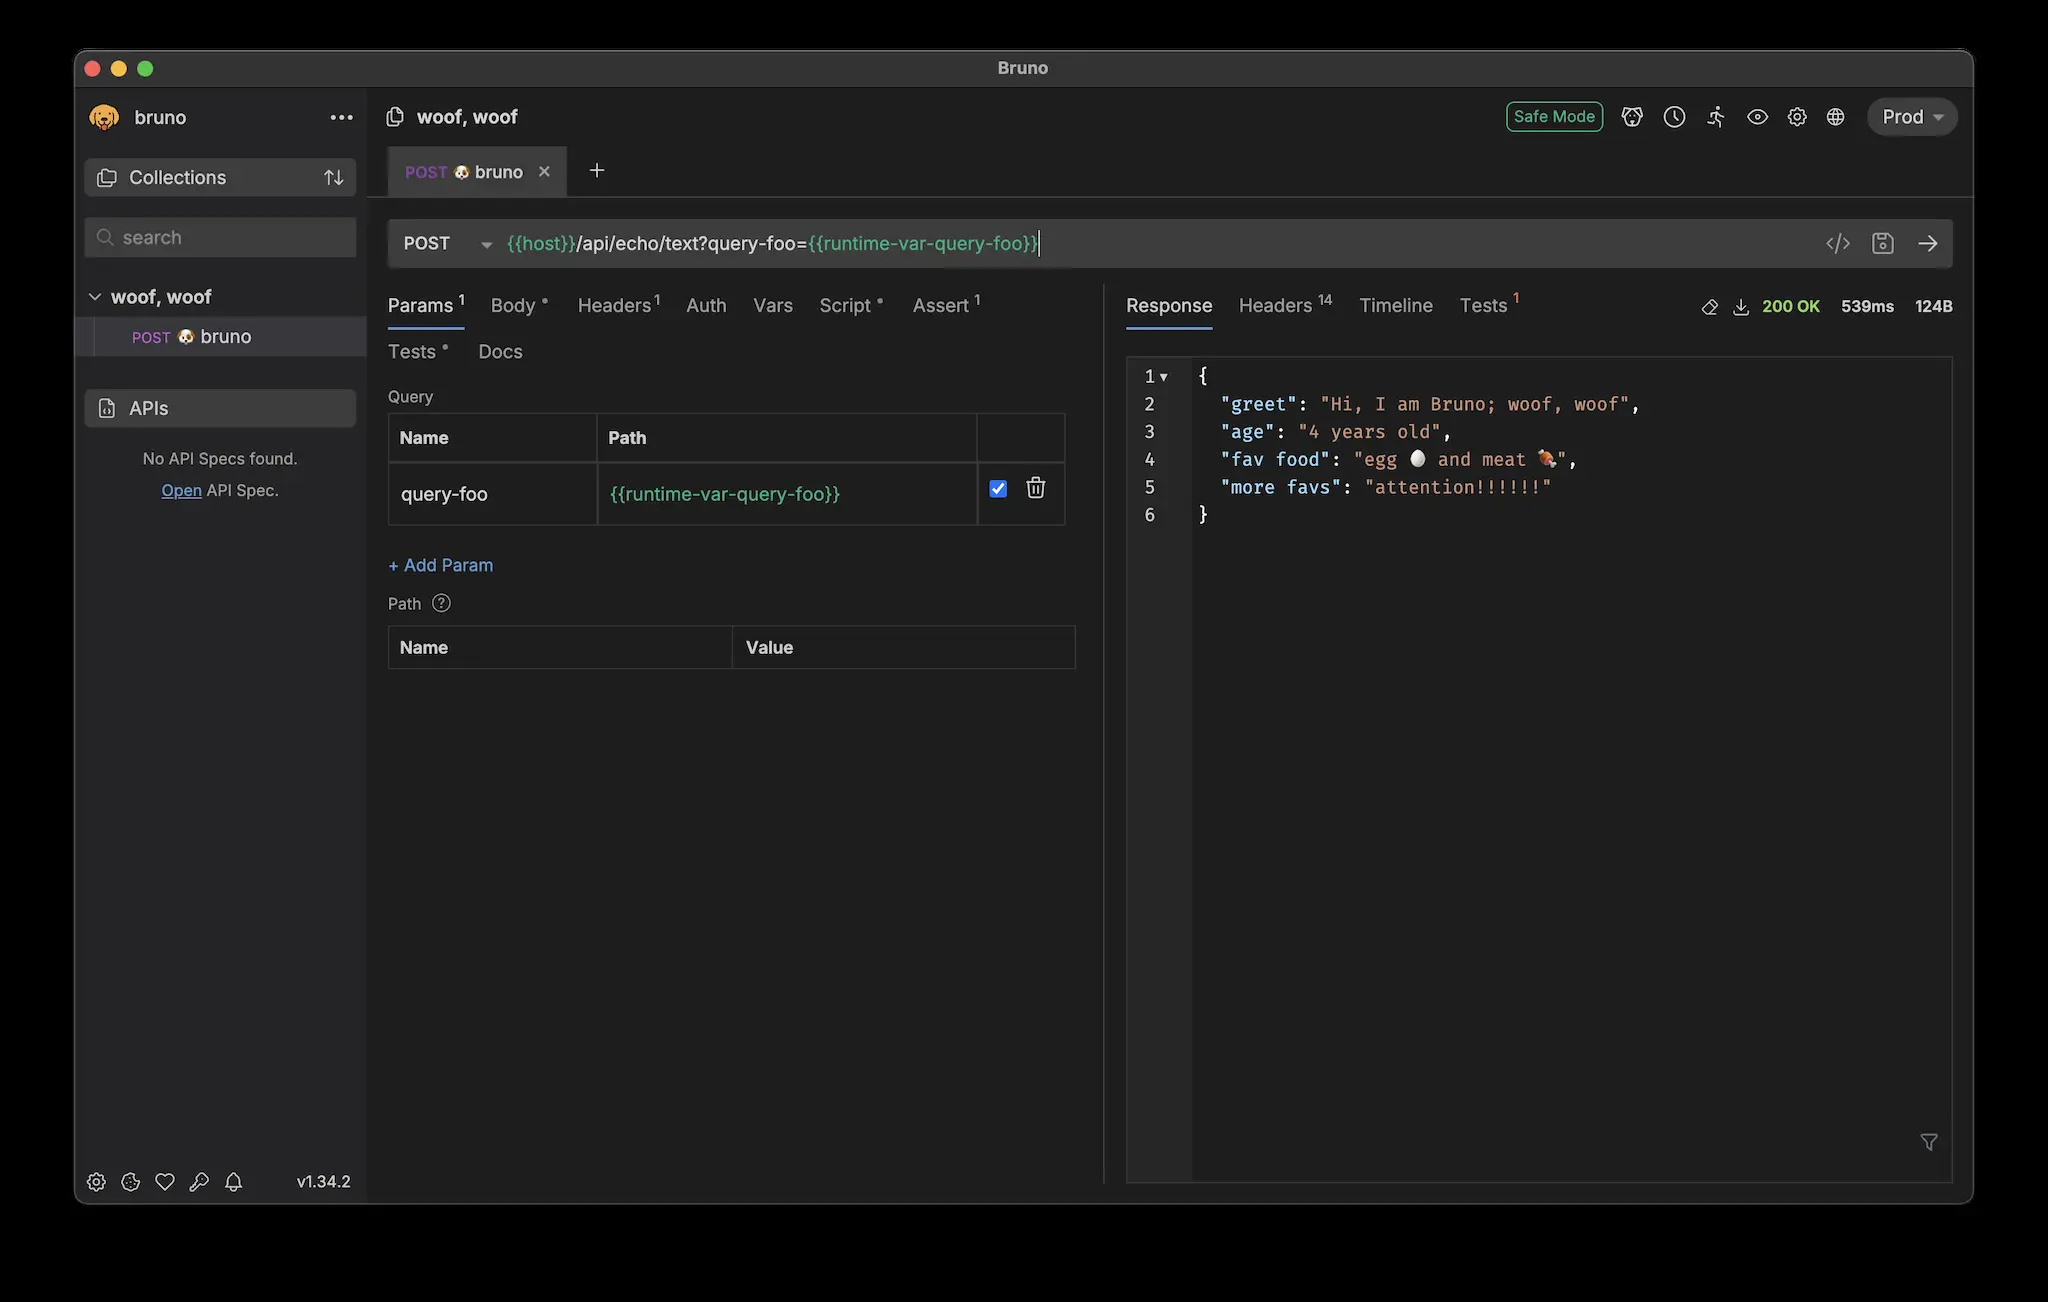 Bruno
bruno
Collections
search
woof, woof
POST 🐶 bruno
APIs
No API Specs found.
Open API Spec.
v1.34.2
woof, woof
Safe Mode
Prod
POST 🐶 bruno
POST {{host}}/api/echo/text?query-foo={{runtime-var-query-foo}}
Params 1 Body Headers 1 Auth Vars Script Assert 1
Tests Docs
Query
Name Path
query-foo {{runtime-var-query-foo}}
+ Add Param
Path ?
Name Value
Response Headers 14 Timeline Tests 1 200 OK 539ms 124B
1 {
2 "greet": "Hi, I am Bruno; woof, woof",
3 "age": "4 years old",
4 "fav food": "egg 🥚 and meat 🍖",
5 "more favs": "attention!!!!!!"
6 }